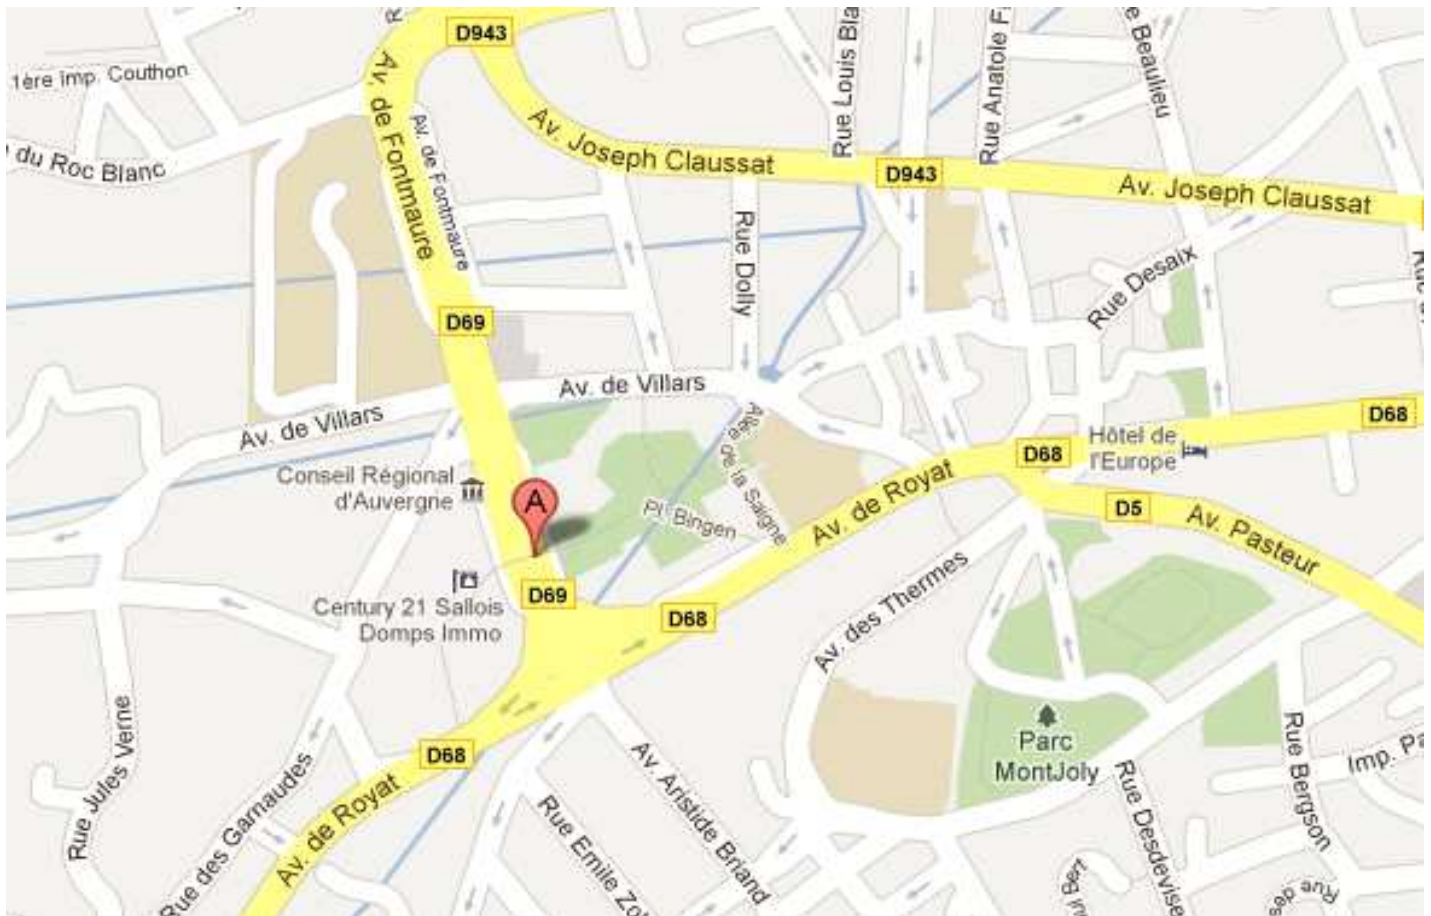 D943
1ère Imp. Couthon
Av. de Fontmaure
Av. de Fontmaure
Rue Louis Bla
Rue Anatole F
e Beaulieu
Av. Joseph Claussat
D943
Av. Joseph Claussat
du Roc Blanc
Rue Dolly
Rue Desaix
D69
Av. de Villars
Av. de Villars
D68
Hôtel de
l'Europe
D68
Allée de la Saigne
Conseil Régional
d'Auvergne
A
Pl. Bingen
Av. de Royat
D5
Av. Pasteur
D69
Century 21 Sallois
Domps Immo
D68
Av. des Thermes
Rue Jules Verne
D68
Parc
MontJoly
Rue Bergson
Imp. Pa
Av. Aristide Briand
Rue Desdevise
Rue des Garnaudes
Av. de Royat
Rue Emile Zo
Bert
Rue des